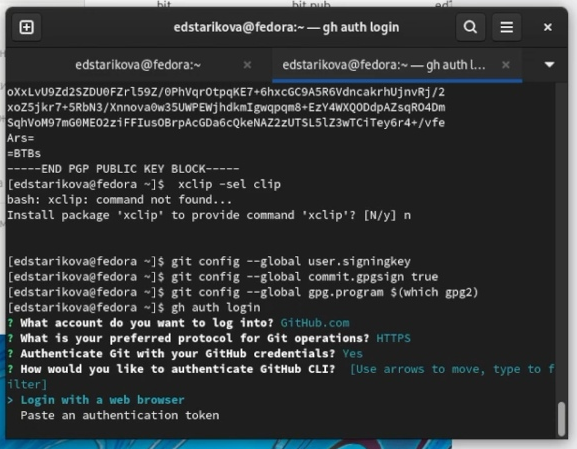 edstarikova@fedora:~ — gh auth login
edstarikova@fedora:~
edstarikova@fedora:~ — gh auth l...
oXxLvU9Zd2SZDU0FZrl59Z/0PhVqrOtpqKE7+6hxcGC9A5R6VdncakrhUjnvRj/2
xoZ5jkr7+5RbN3/Xnnova0w35UWPEWjhdkmIgwqpqm8+EzY4WXQODdpAZsqRO4Dm
SqhVoM97mG0MEO2ziFFIusOBrpAcGDa6cQkeNAZ2zUTSL5lZ3wTCiTey6r4+/vfe
Ars=
=BTBs
-----END PGP PUBLIC KEY BLOCK-----
[edstarikova@fedora ~]$  xclip -sel clip
bash: xclip: command not found...
Install package 'xclip' to provide command 'xclip'? [N/y] n
[edstarikova@fedora ~]$ git config --global user.signingkey
[edstarikova@fedora ~]$ git config --global commit.gpgsign true
[edstarikova@fedora ~]$ git config --global gpg.program $(which gpg2)
[edstarikova@fedora ~]$ gh auth login
? What account do you want to log into? GitHub.com
? What is your preferred protocol for Git operations? HTTPS
? Authenticate Git with your GitHub credentials? Yes
? How would you like to authenticate GitHub CLI?  [Use arrows to move, type to f
ilter]
> Login with a web browser
  Paste an authentication token